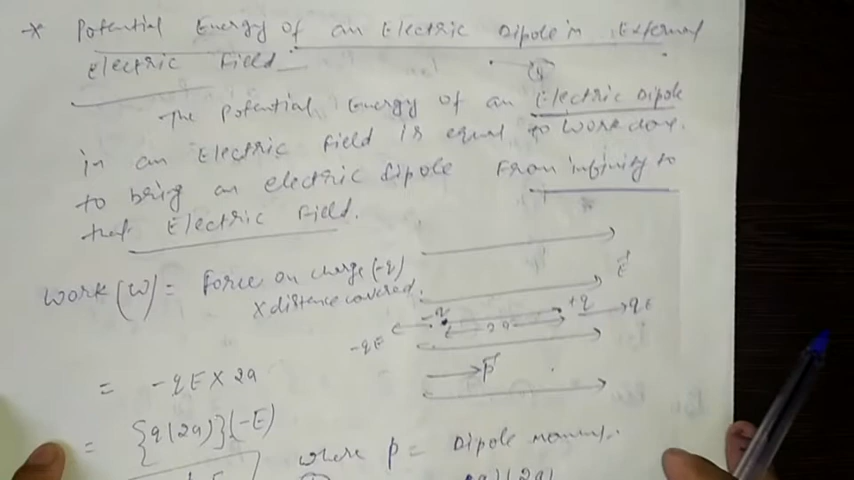 * Potential Energy of an Electric Dipole in External
Electric Field
The Potential Energy of an Electric Dipole
in an Electric Field is equal to work done
to bring an electric dipole from infinity to
that Electric Field.
Work (W) = Force on charge (-q)
x distance covered.
E
-q
+q
qE
2a
-qE
P
= -qE x 2a
= {q(2a)}(-E)
where p = Dipole moment